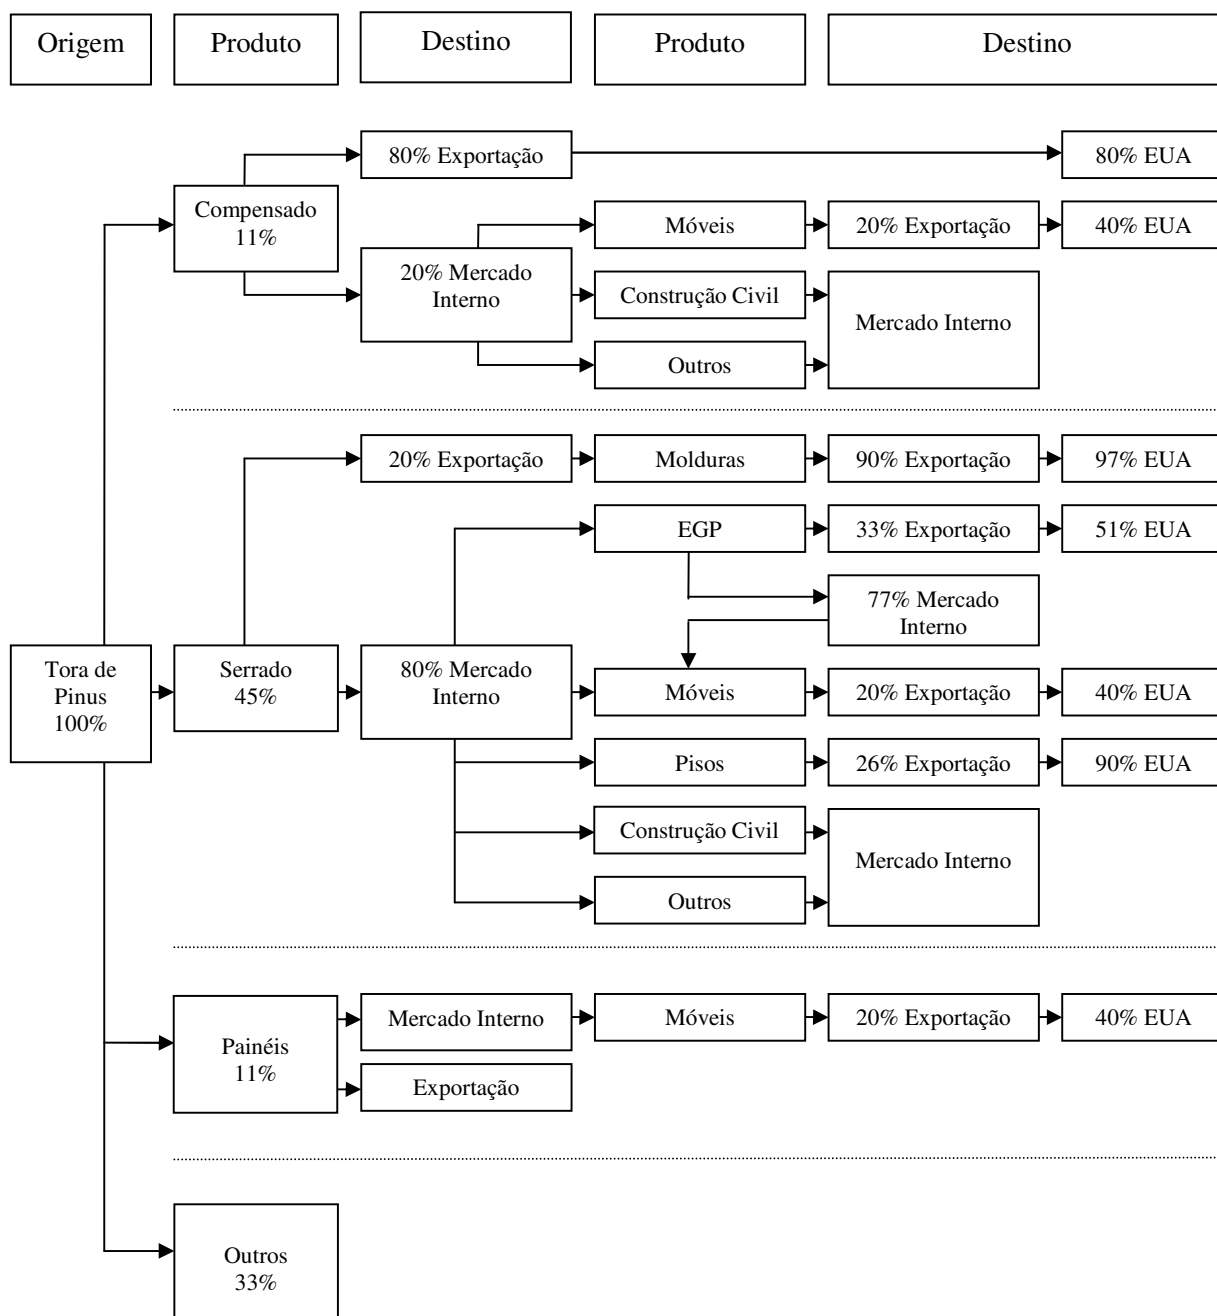 Origem
Produto
Destino
Produto
Destino
80% Exportação
80% EUA
Compensado
11%
Móveis
20% Exportação
40% EUA
20% Mercado
Interno
Construção Civil
Mercado Interno
Outros
20% Exportação
Molduras
90% Exportação
97% EUA
EGP
33% Exportação
51% EUA
77% Mercado
Interno
Tora de
Pinus
100%
Serrado
45%
80% Mercado
Interno
Móveis
20% Exportação
40% EUA
Pisos
26% Exportação
90% EUA
Construção Civil
Mercado Interno
Outros
Painéis
11%
Mercado Interno
Móveis
20% Exportação
40% EUA
Exportação
Outros
33%